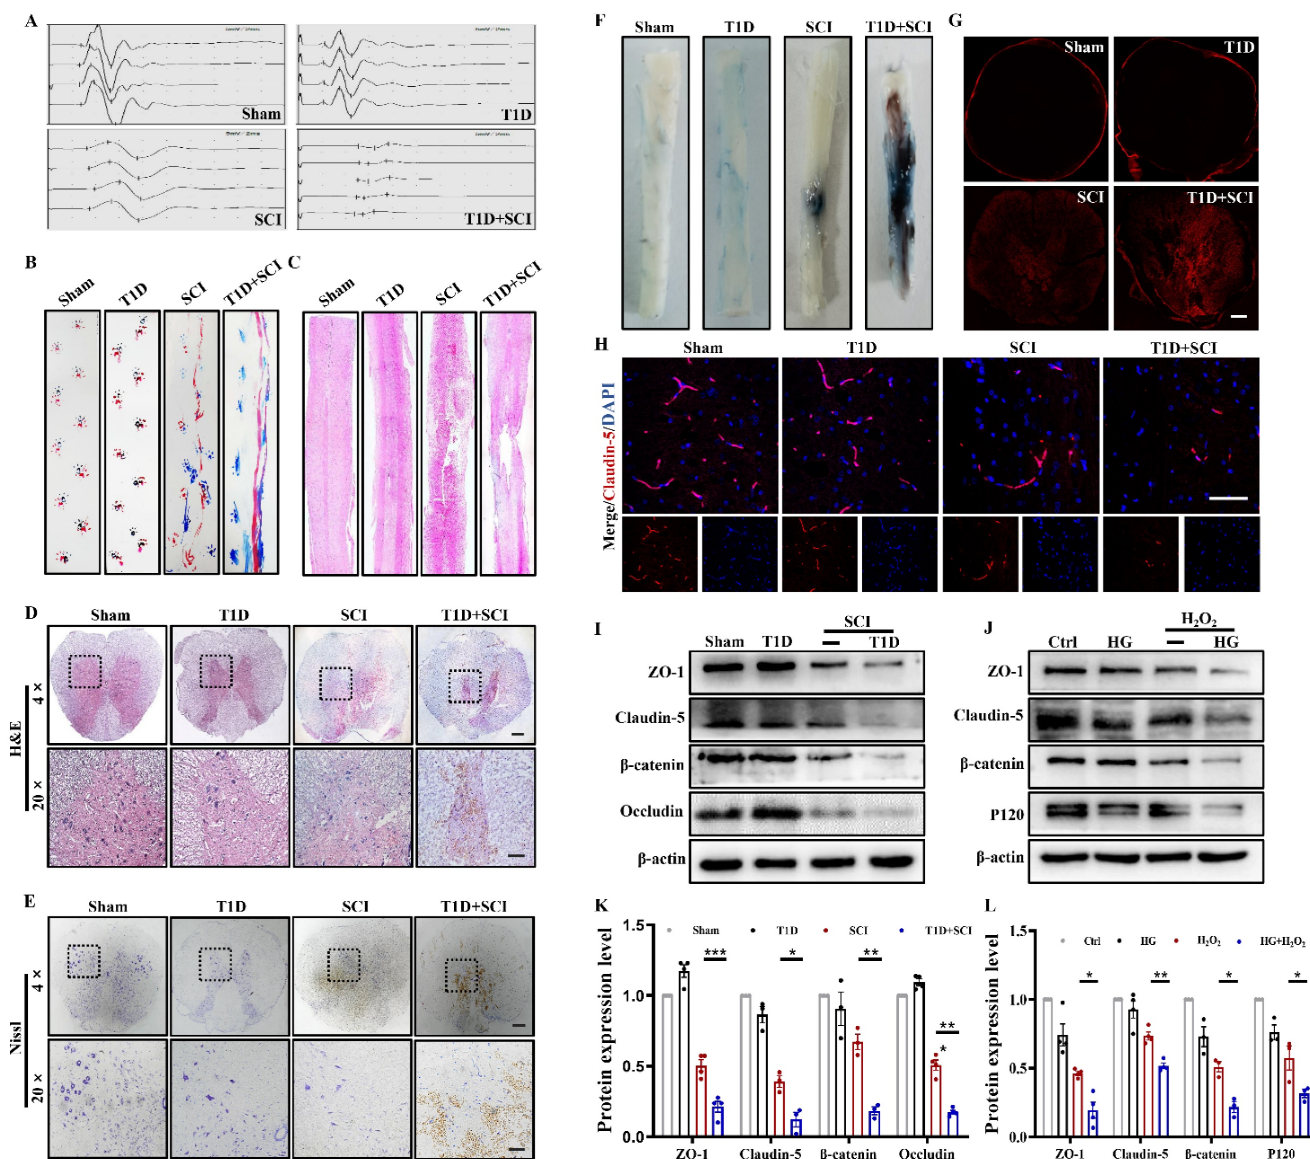 A
Sham
T1D
SCI
T1D+SCI
B
Sham
T1D
SCI
T1D+SCI
C
Sham
T1D
SCI
T1D+SCI
D
Sham
T1D
SCI
T1D+SCI
H&E
4 ×
20 ×
E
Sham
T1D
SCI
T1D+SCI
Nissl
4 ×
20 ×
F
Sham
T1D
SCI
T1D+SCI
G
Sham
T1D
SCI
T1D+SCI
H
Sham
T1D
SCI
T1D+SCI
Merge/Claudin-5/DAPI
I
SCI
Sham
T1D
–
T1D
ZO-1
Claudin-5
β-catenin
Occludin
β-actin
J
H₂O₂
Ctrl
HG
–
HG
ZO-1
Claudin-5
β-catenin
P120
β-actin
K
Protein expression level
1.5
1.0
0.5
0.0
Sham
T1D
SCI
T1D+SCI
***
*
**
**
*
ZO-1
Claudin-5
β-catenin
Occludin
L
Protein expression level
1.5
1.0
0.5
0.0
Ctrl
HG
H₂O₂
HG+H₂O₂
*
**
*
*
ZO-1
Claudin-5
β-catenin
P120